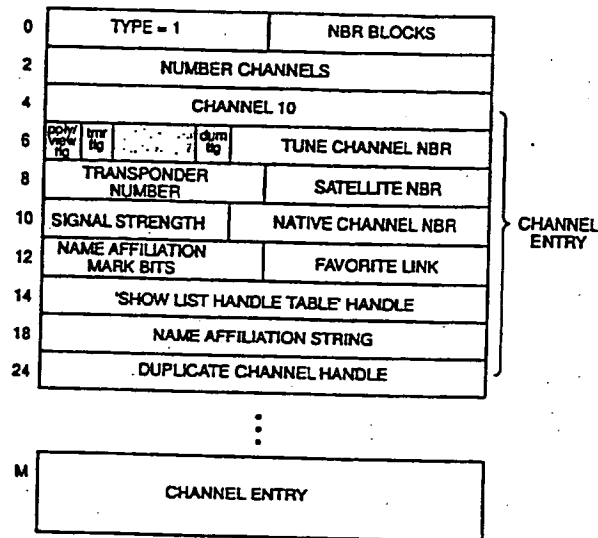 0 TYPE = 1 NBR BLOCKS
2 NUMBER CHANNELS
4 CHANNEL 10
6 tmr flg dum flg TUNE CHANNEL NBR
8 TRANSPONDER NUMBER SATELLITE NBR
10 SIGNAL STRENGTH NATIVE CHANNEL NBR
CHANNEL ENTRY
12 NAME AFFILIATION MARK BITS FAVORITE LINK
14 'SHOW LIST HANDLE TABLE' HANDLE
18 NAME AFFILIATION STRING
24 DUPLICATE CHANNEL HANDLE
M CHANNEL ENTRY